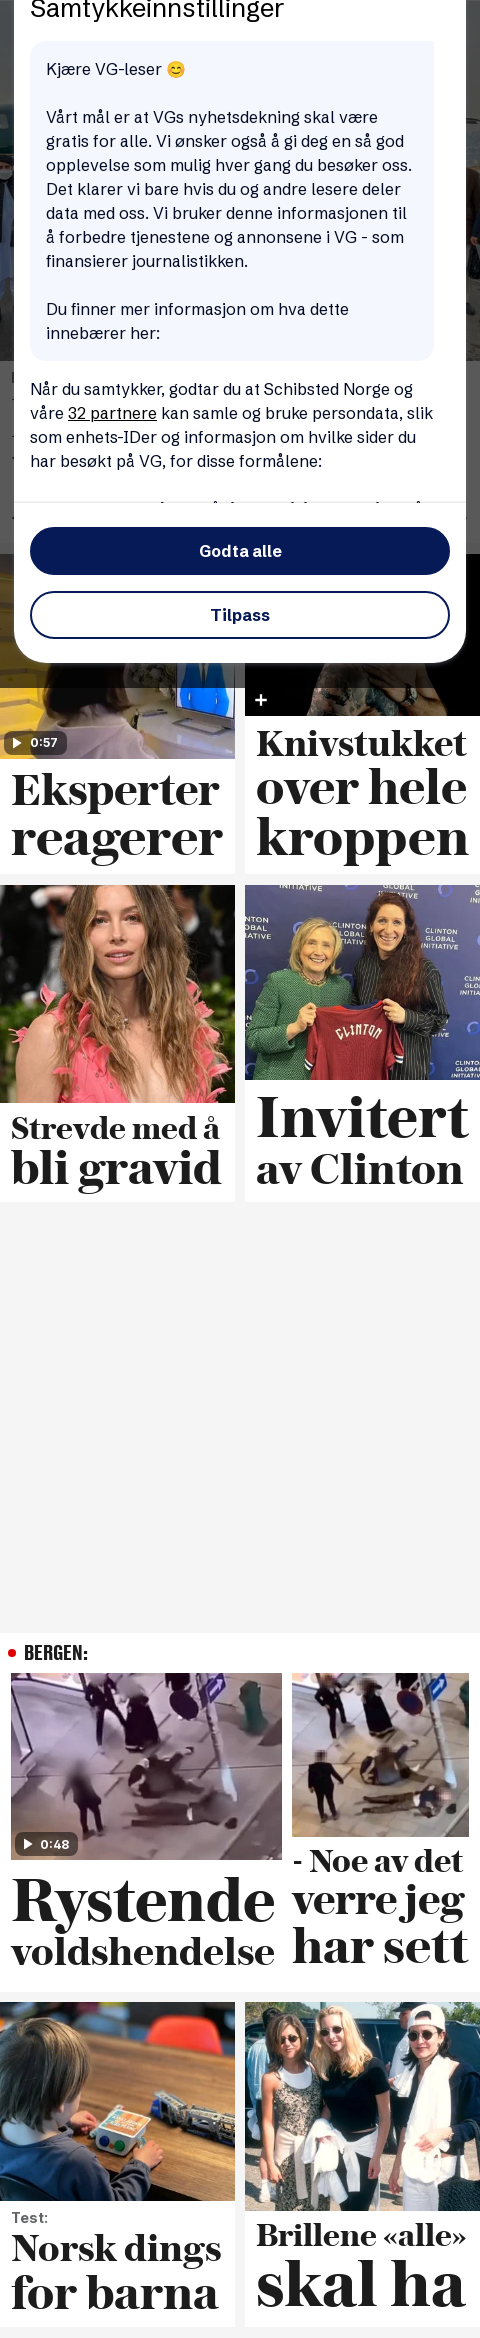 Samtykkeinnstillinger
Kjære VG-leser 😊
Vårt mål er at VGs nyhetsdekning skal være
gratis for alle. Vi ønsker også å gi deg en så god
opplevelse som mulig hver gang du besøker oss.
Det klarer vi bare hvis du og andre lesere deler
data med oss. Vi bruker denne informasjonen til
å forbedre tjenestene og annonsene i VG - som
finansierer journalistikken.
Du finner mer informasjon om hva dette
innebærer her:
Når du samtykker, godtar du at Schibsted Norge og
våre 32 partnere kan samle og bruke persondata, slik
som enhets-IDer og informasjon om hvilke sider du
har besøkt på VG, for disse formålene:
Godta alle
Tilpass
0:57
Eksperter
reagerer
Knivstukket
over hele
kroppen
Strevde med å
bli gravid
CLINTON
GLOBAL
INITIATIVE
CLINTON
GLOBAL
INITIATIVE
CLINTON
Invitert
av Clinton
BERGEN:
0:48
Rystende
voldshendelse
- Noe av det
verre jeg
har sett
Test:
Norsk dings
for barna
Brillene «alle»
skal ha